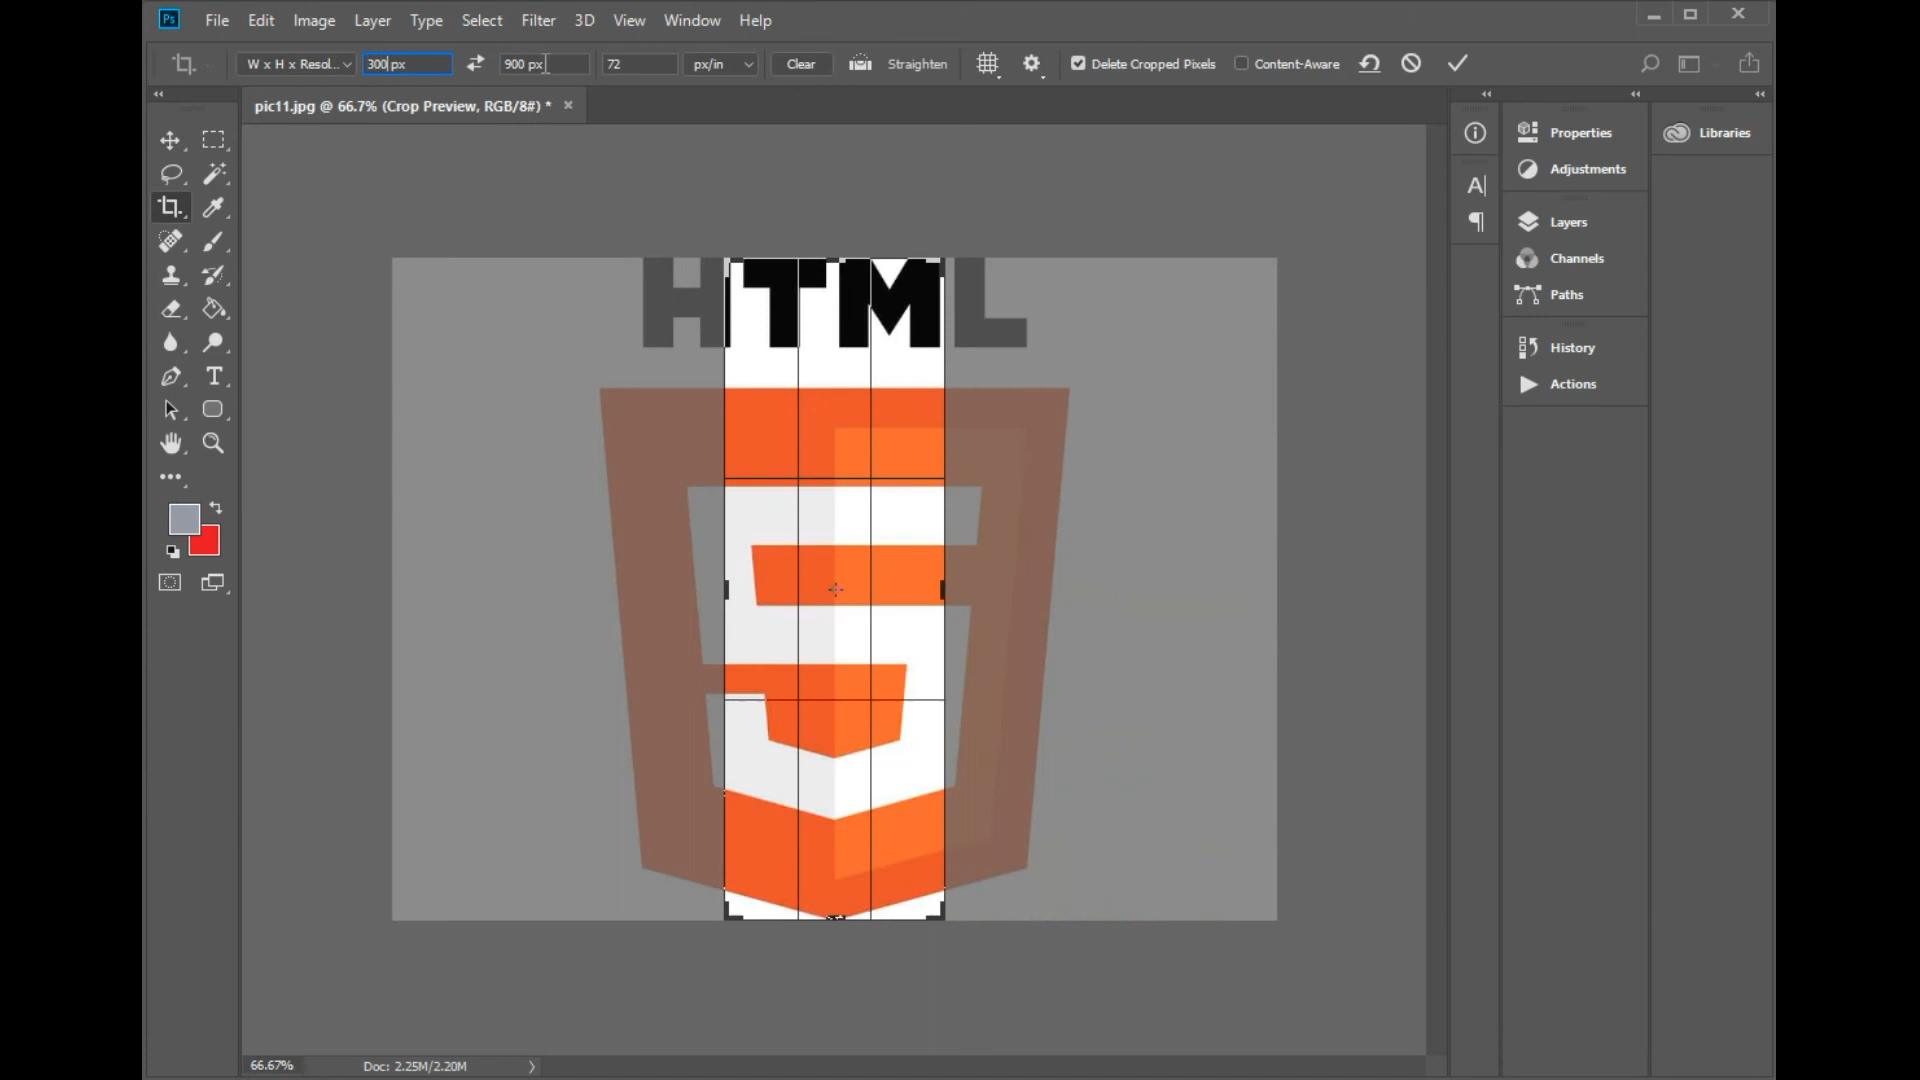 Ps File Edit Image Layer Type Select Filter 3D View Window Help
W x H x Resol... 300 px 900 px 72 px/in Clear Straighten Delete Cropped Pixels Content-Aware
pic11.jpg @ 66.7% (Crop Preview, RGB/8#) *
Properties
Adjustments
Layers
Channels
Paths
History
Actions
Libraries
HTML
5
66.67% Doc: 2.25M/2.20M